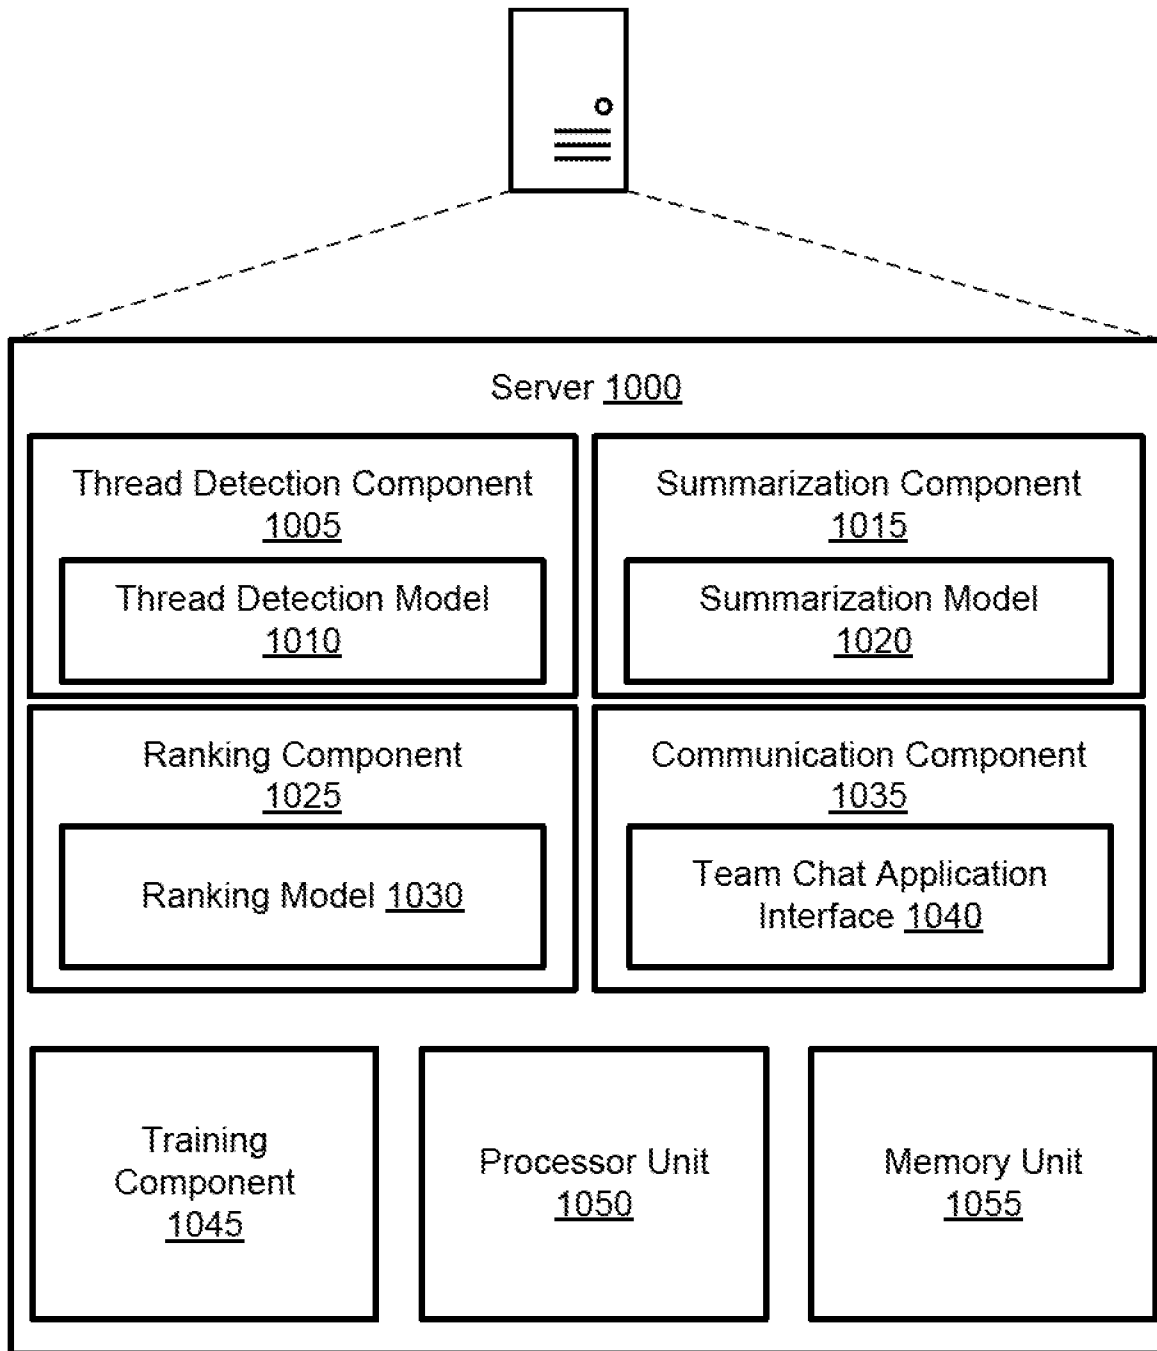 Server 1000
Thread Detection Component
1005
Thread Detection Model
1010
Summarization Component
1015
Summarization Model
1020
Ranking Component
1025
Ranking Model 1030
Communication Component
1035
Team Chat Application
Interface 1040
Training
Component
1045
Processor Unit
1050
Memory Unit
1055